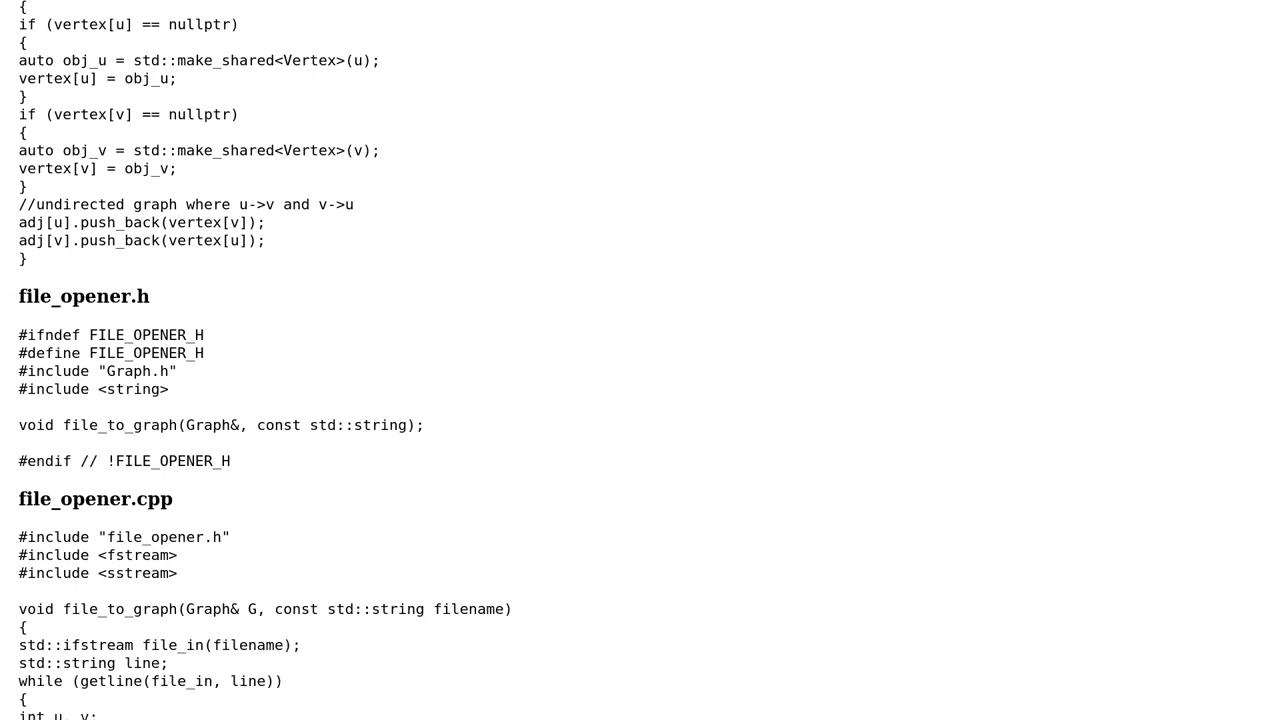 {
if (vertex[u] == nullptr)
{
auto obj_u = std::make_shared<Vertex>(u);
vertex[u] = obj_u;
}
if (vertex[v] == nullptr)
{
auto obj_v = std::make_shared<Vertex>(v);
vertex[v] = obj_v;
}
//undirected graph where u->v and v->u
adj[u].push_back(vertex[v]);
adj[v].push_back(vertex[u]);
}
file_opener.h
#ifndef FILE_OPENER_H
#define FILE_OPENER_H
#include "Graph.h"
#include <string>
void file_to_graph(Graph&, const std::string);
#endif // !FILE_OPENER_H
file_opener.cpp
#include "file_opener.h"
#include <fstream>
#include <sstream>
void file_to_graph(Graph& G, const std::string filename)
{
std::ifstream file_in(filename);
std::string line;
while (getline(file_in, line))
{
int u, v;